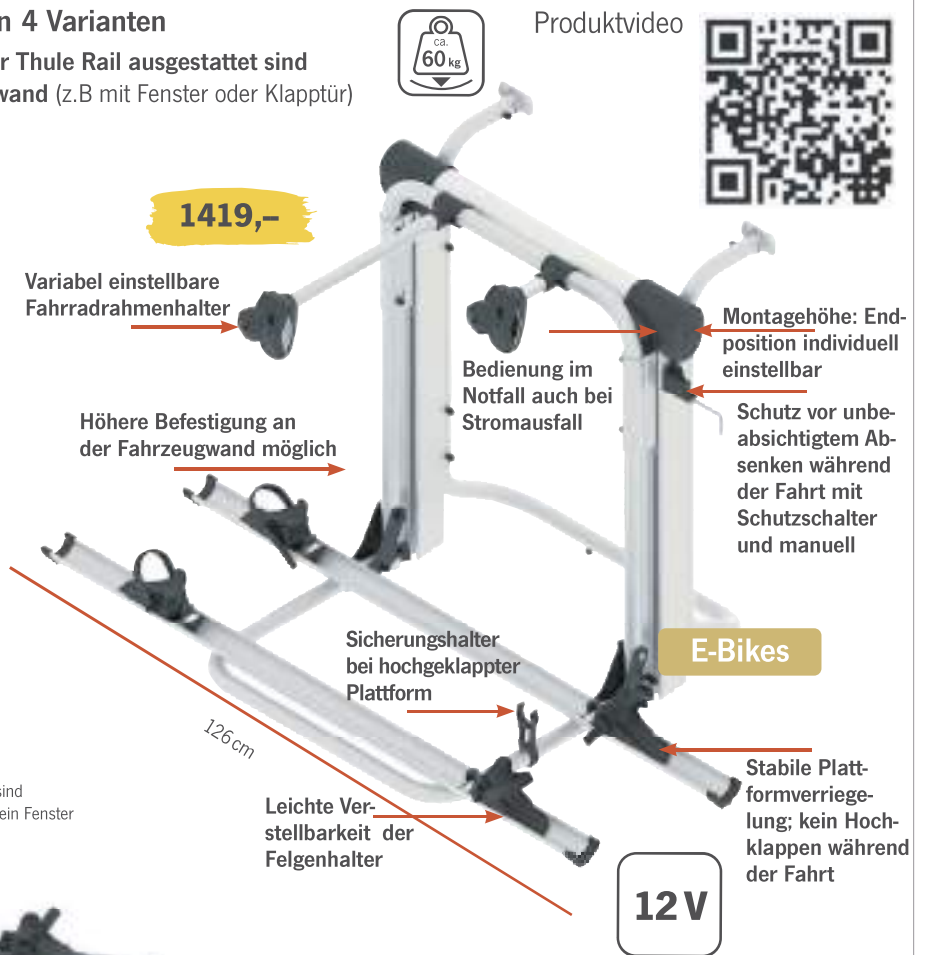 n 4 Varianten
r Thule Rail ausgestattet sind
wand (z.B mit Fenster oder Klapptür)
ca.
60 kg
Produktvideo
1419,–
Variabel einstellbare
Fahrradrahmenhalter
Bedienung im
Notfall auch bei
Stromausfall
Montagehöhe: End-
position individuell
einstellbar
Schutz vor unbe-
absichtigtem Ab-
senken während
der Fahrt mit
Schutzschalter
und manuell
Höhere Befestigung an
der Fahrzeugwand möglich
Sicherungshalter
bei hochgeklappter
Plattform
E-Bikes
126 cm
Stabile Platt-
formverriege-
lung; kein Hoch-
klappen während
der Fahrt
sind
ein Fenster
Leichte Ver-
stellbarkeit der
Felgenhalter
12 V